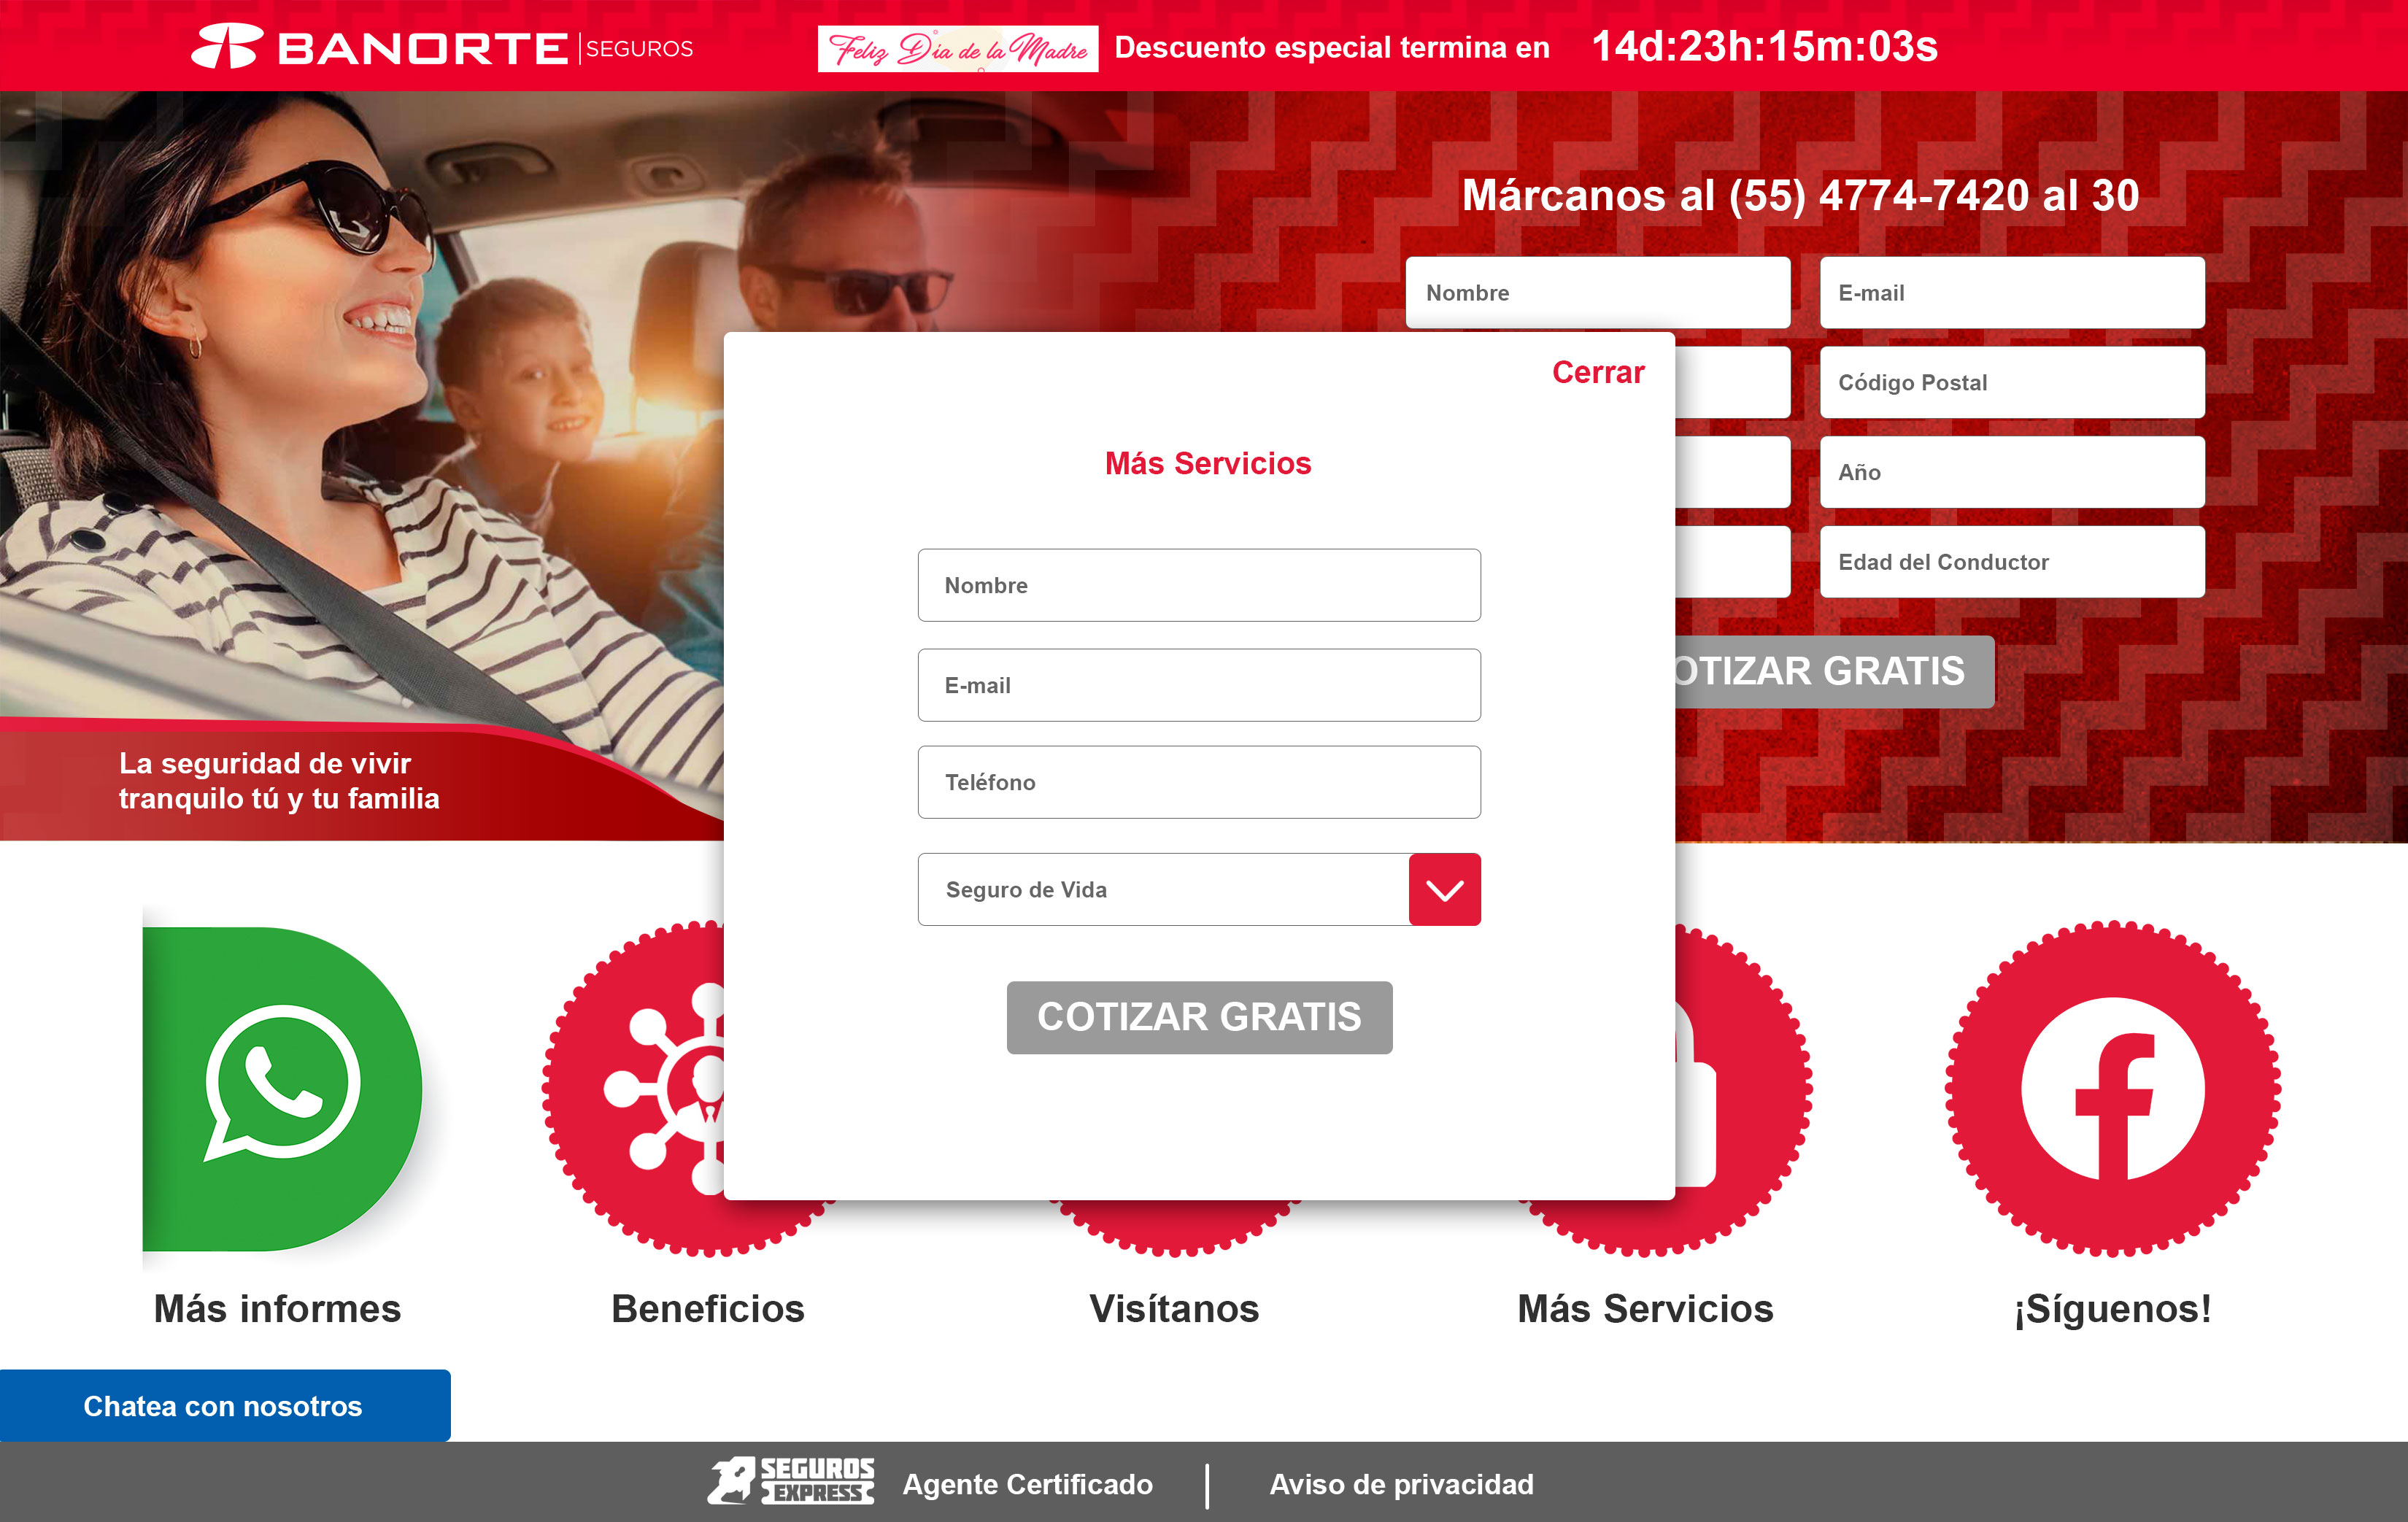 BANORTE SEGUROS
Feliz Día de la Madre
Descuento especial termina en
14d:23h:15m:03s
Márcanos al (55) 4774-7420 al 30
Nombre
E-mail
Código Postal
Año
Edad del Conductor
OTIZAR GRATIS
La seguridad de vivir
tranquilo tú y tu familia
Cerrar
Más Servicios
Nombre
E-mail
Teléfono
Seguro de Vida
COTIZAR GRATIS
Más informes
Beneficios
Visítanos
Más Servicios
¡Síguenos!
Chatea con nosotros
SEGUROS
EXPRESS
Agente Certificado
Aviso de privacidad